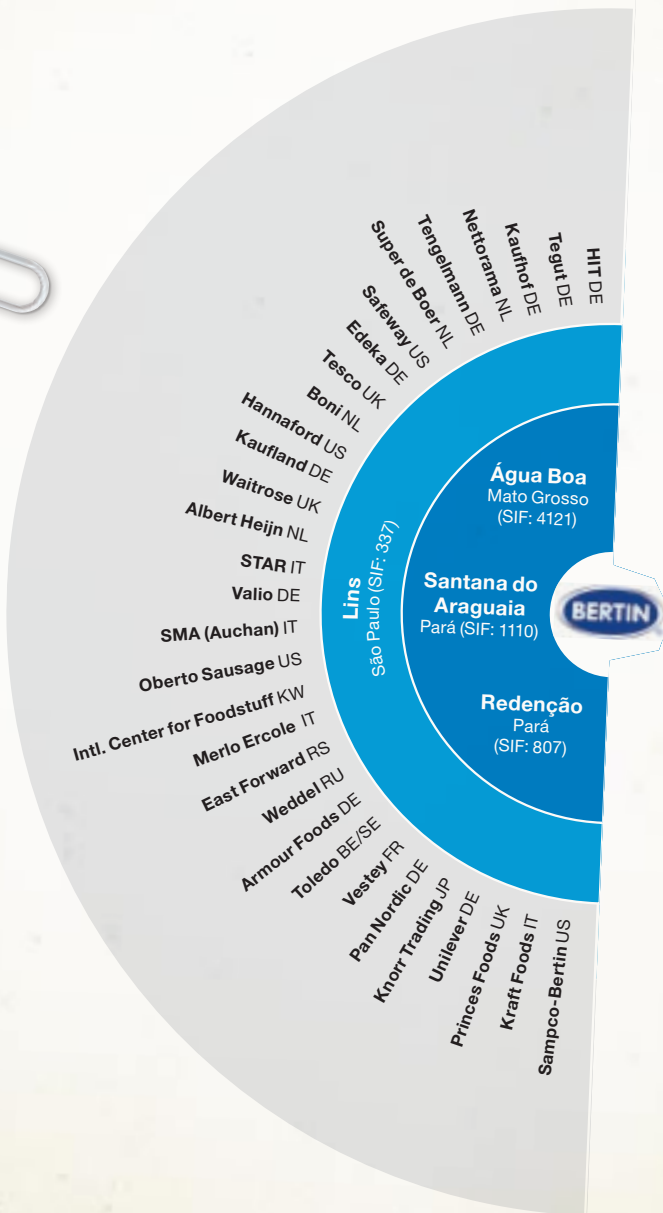 HIT DE
Tegut DE
Kaufhof DE
Nettorama NL
Tengelmann DE
Super de Boer NL
Safeway US
Edeka DE
Tesco UK
Boni NL
Hannaford US
Kaufland DE
Waitrose UK
Albert Heijn NL
STAR IT
Valio DE
SMA (Auchan) IT
Oberto Sausage US
Intl. Center for Foodstuff KW
Merlo Ercole IT
East Forward RS
Weddel RU
Armour Foods DE
Toledo BE/SE
Vestey FR
Pan Nordic DE
Knorr Trading JP
Unilever DE
Princes Foods UK
Kraft Foods IT
Sampco-Bertin US
Lins
São Paulo (SIF: 337)
Água Boa
Mato Grosso
(SIF: 4121)
Santana do
Araguaia
Pará (SIF: 1110)
Redenção
Pará
(SIF: 807)
BERTIN